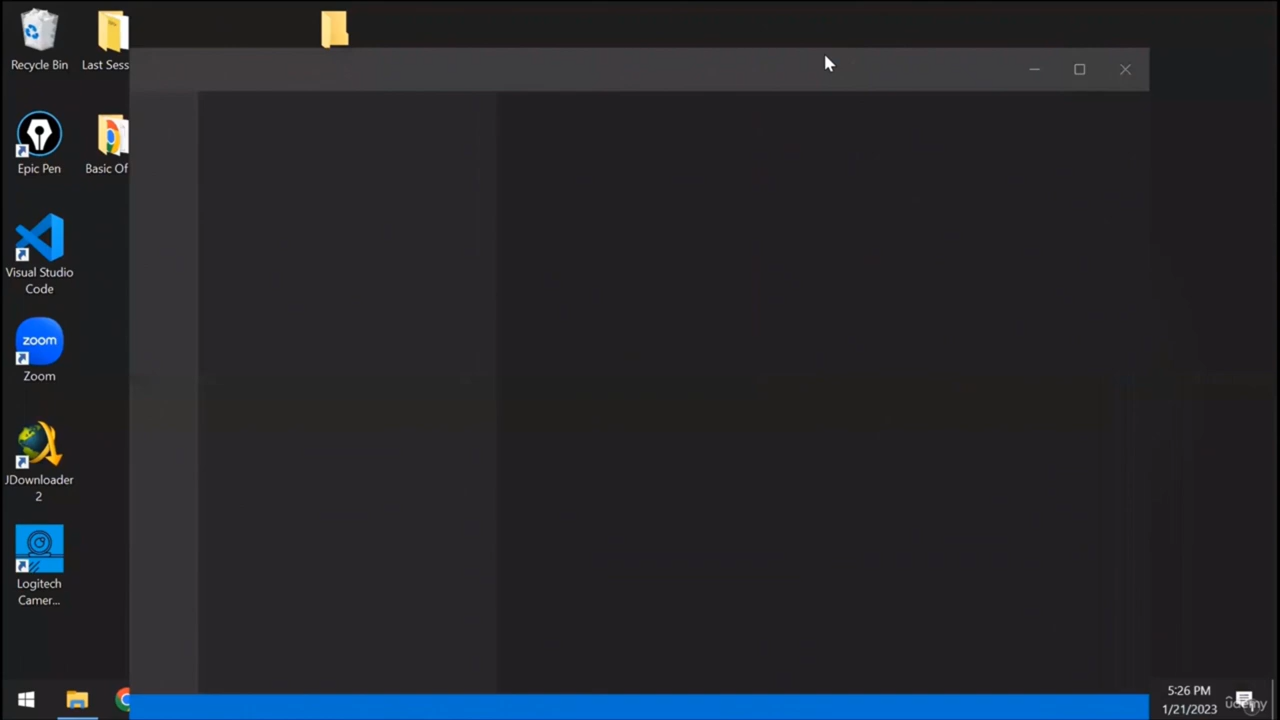 Recycle Bin
Last Sess
Epic Pen
Basic Of
Visual Studio
Code
zoom
Zoom
JDownloader
2
Logitech
Camer...
5:26 PM
1/21/2023
udemy